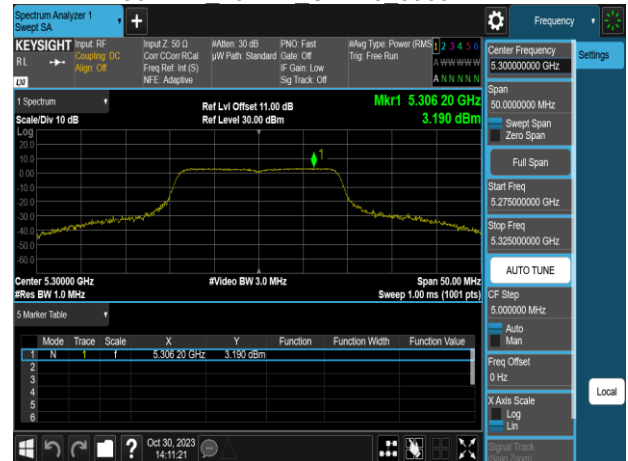 Spectrum Analyzer 1
Swept SA
Frequency
KEYSIGHT
RL
LXI
Input: RF
Coupling: DC
Align: Off
Input Z: 50 Ω
Corr CCorr RCal
Freq Ref: Int (S)
NFE: Adaptive
#Atten: 30 dB
µW Path: Standard
PNO: Fast
Gate: Off
IF Gain: Low
Sig Track: Off
#Avg Type: Power (RMS)
Trig: Free Run
1 2 3 4 5 6
A W W W W W
A N N N N N
1 Spectrum
Scale/Div 10 dB
Ref Lvl Offset 11.00 dB
Ref Level 30.00 dBm
Mkr1 5.306 20 GHz
3.190 dBm
Log
20.0
10.0
0.00
-10.0
-20.0
-30.0
-40.0
-50.0
-60.0
1
Center 5.30000 GHz
#Res BW 1.0 MHz
#Video BW 3.0 MHz
Span 50.00 MHz
Sweep 1.00 ms (1001 pts)
5 Marker Table
Mode Trace Scale X Y Function Function Width Function Value
1 N 1 f 5.306 20 GHz 3.190 dBm
2
3
4
5
6
Oct 30, 2023
14:11:21
Center Frequency
5.300000000 GHz
Span
50.0000000 MHz
Swept Span
Zero Span
Full Span
Start Freq
5.275000000 GHz
Stop Freq
5.325000000 GHz
AUTO TUNE
CF Step
5.000000 MHz
Auto
Man
Freq Offset
0 Hz
X Axis Scale
Log
Lin
Signal Track
(Span Zoom)
Settings
Local